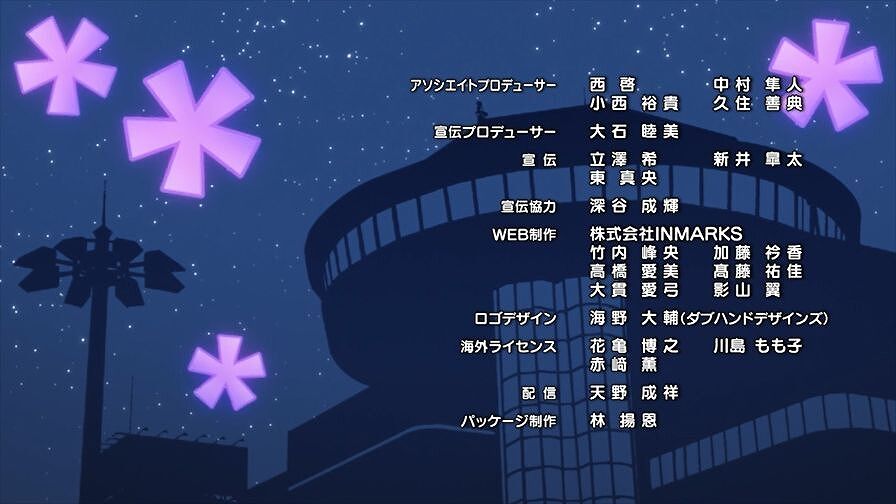 アソシエイトプロデューサー 西 啓 中村 隼人
小西 裕貴 久住 善典
宣伝プロデューサー 大石 睦美
宣伝 立澤 希 新井 皐太
東 真央
宣伝協力 深谷 成輝
WEB制作 株式会社INMARKS
竹内 峰央 加藤 衿香
高橋 愛美 髙藤 祐佳
大貫 愛弓 影山 翼
ロゴデザイン 海野 大輔(ダブハンドデザインズ)
海外ライセンス 花亀 博之 川島 もも子
赤﨑 薫
配信 天野 成祥
パッケージ制作 林 揚恩